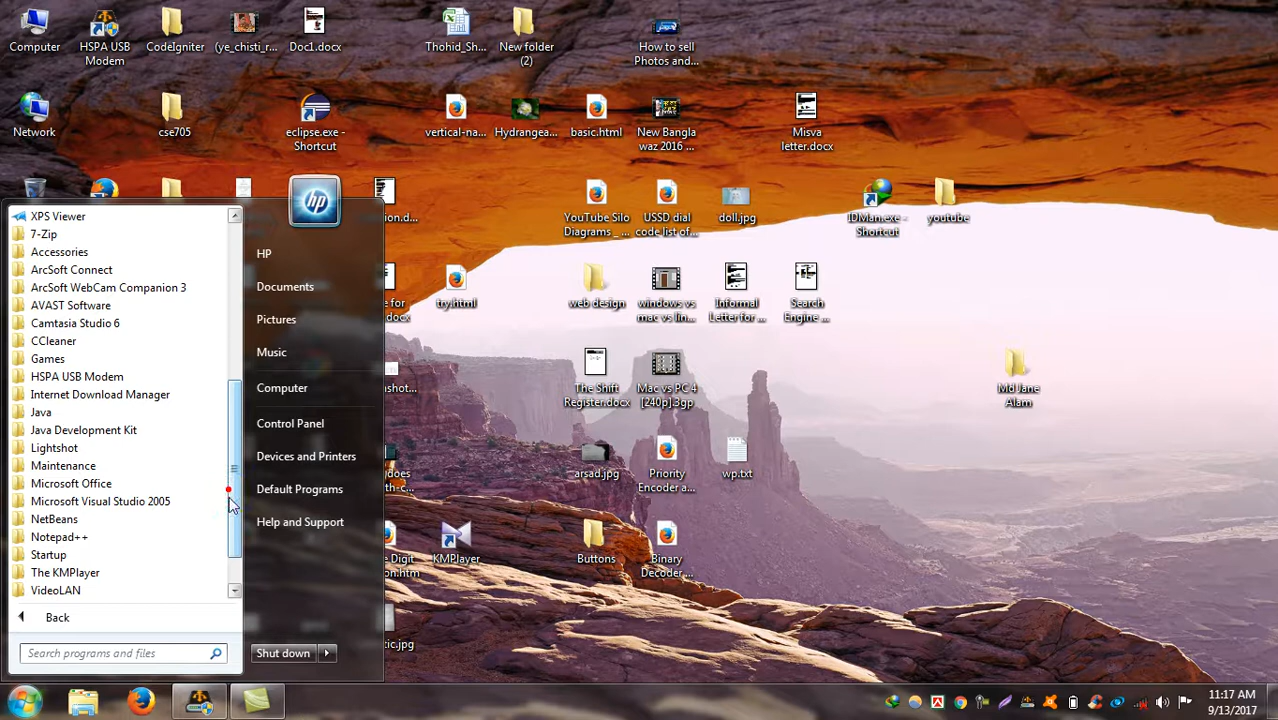 Computer
HSPA USB
Modem
CodeIgniter
(ye_chisti_r...
Doc1.docx
Thohid_Sh...
New folder
(2)
How to sell
Photos and...
Network
cse705
eclipse.exe -
Shortcut
vertical-na...
Hydrangea...
basic.html
New Bangla
waz 2016 ...
Misva
letter.docx
YouTube Silo
Diagrams _ ...
USSD dial
code list of...
doll.jpg
IDMan.exe -
Shortcut
youtube
try.html
web design
windows vs
mac vs lin...
Informal
Letter for ...
Search
Engine ...
The Shift
Register.docx
Mac vs PC 4
[240p].3gp
Md Jane
Alam
arsad.jpg
Priority
Encoder a...
wp.txt
KMPlayer
Buttons
Binary
Decoder ...
XPS Viewer
7-Zip
Accessories
ArcSoft Connect
ArcSoft WebCam Companion 3
AVAST Software
Camtasia Studio 6
CCleaner
Games
HSPA USB Modem
Internet Download Manager
Java
Java Development Kit
Lightshot
Maintenance
Microsoft Office
Microsoft Visual Studio 2005
NetBeans
Notepad++
Startup
The KMPlayer
VideoLAN
Back
Search programs and files
hp
HP
Documents
Pictures
Music
Computer
Control Panel
Devices and Printers
Default Programs
Help and Support
Shut down
11:17 AM
9/13/2017